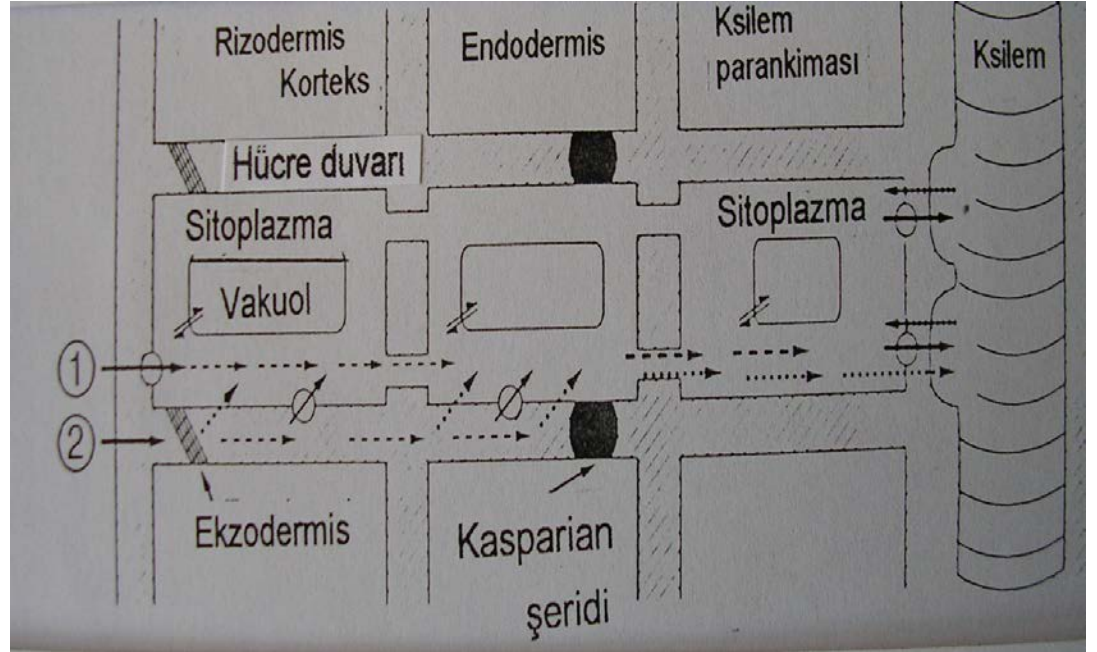 Rizodermis
Korteks
Endodermis
Ksilem
parankiması
Ksilem
Hücre duvarı
Sitoplazma
Vakuol
Sitoplazma
1
2
Ekzodermis
Kasparian
şeridi